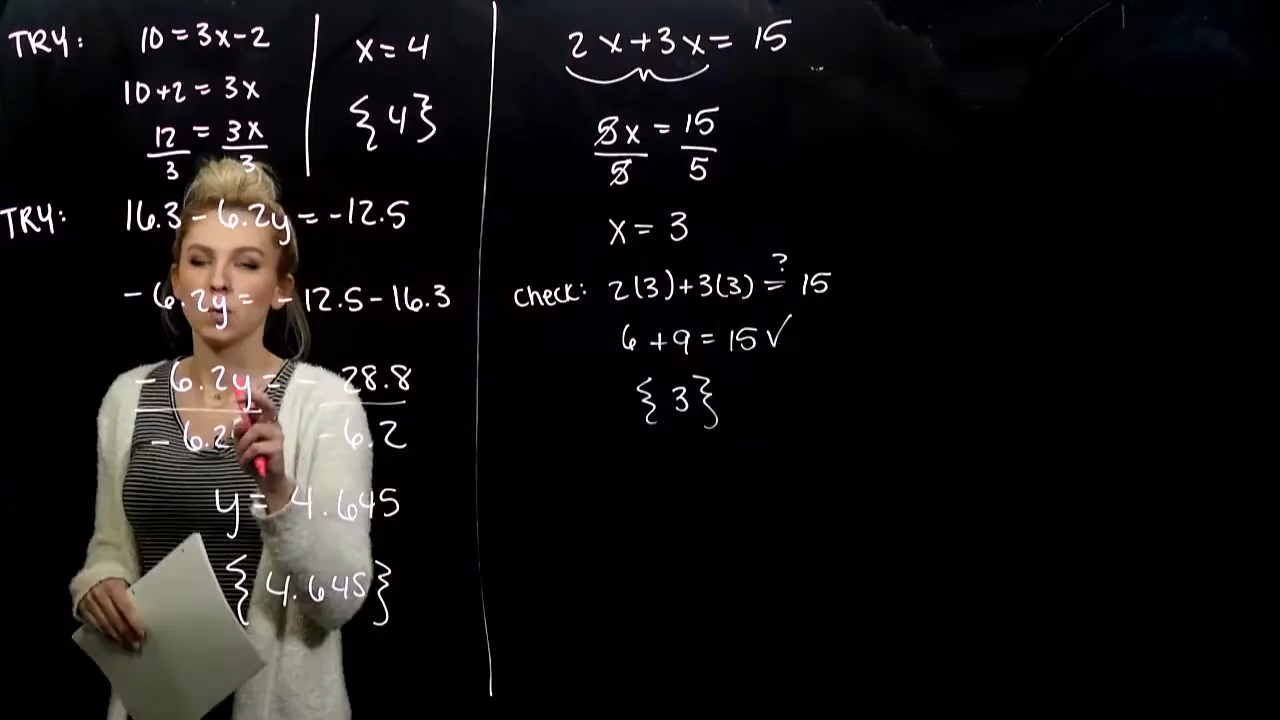 TRY: 10 = 3x - 2
10 + 2 = 3x
12/3 = 3x/3
x = 4
{4}
TRY: 16.3 - 6.2y = -12.5
- 6.2y = - 12.5 - 16.3
- 6.2y = - 28.8
- 6.2 - 6.2
y = 4.645
{4.645}
2x + 3x = 15
5x = 15
5 5
x = 3
check: 2(3) + 3(3) =? 15
6 + 9 = 15 ✓
{3}